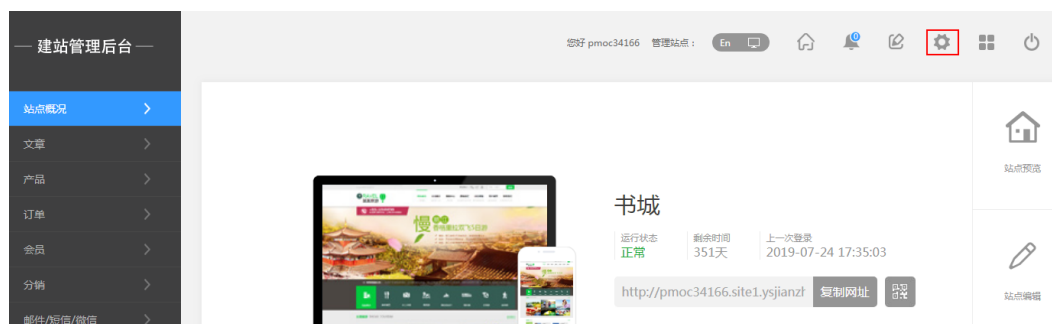 建站管理后台
您好 pmoc34166 管理站点： En
0
站点概况
文章
产品
订单
会员
分销
邮件/短信/微信
慢
书城
运行状态 剩余时间 上一次登录
正常 351天 2019-07-24 17:35:03
http://pmoc34166.site1.ysjianzh 复制网址
站点预览
站点编辑